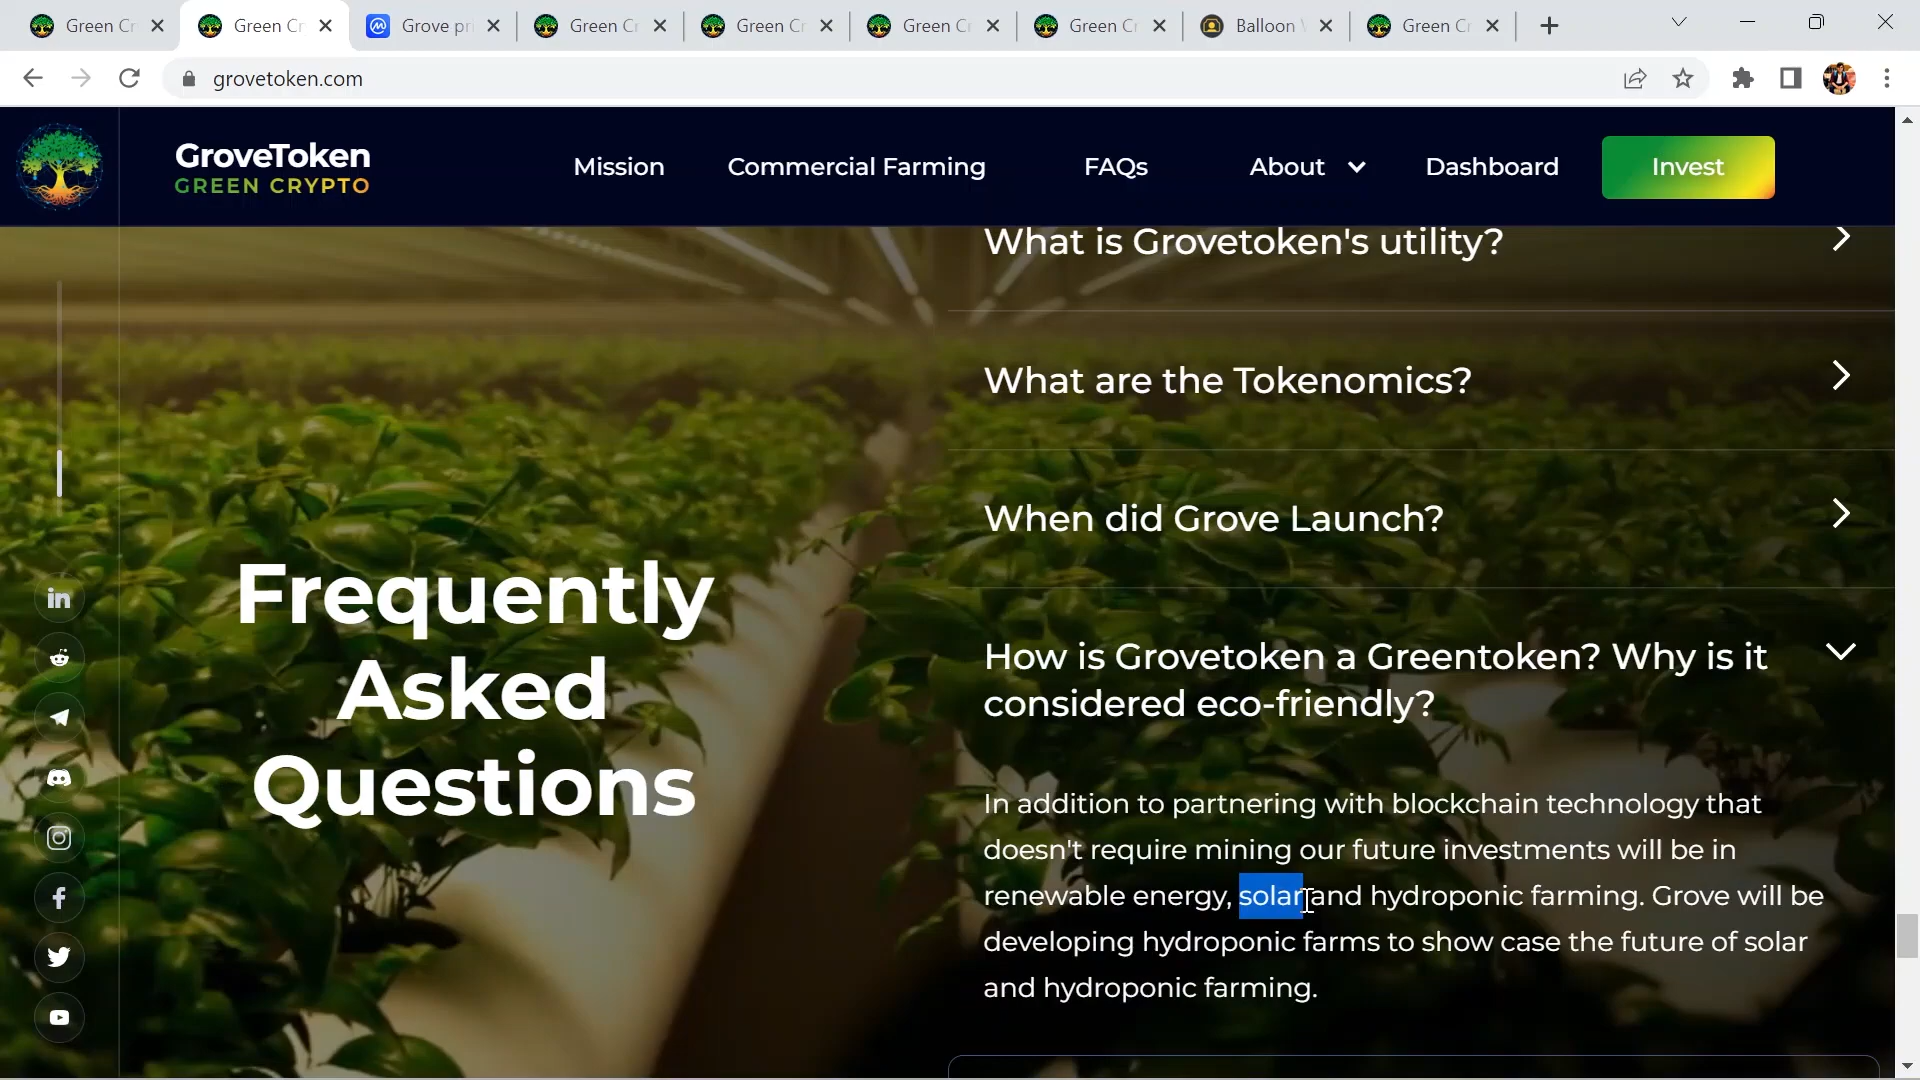 Green Cr
Green Cr
Grove pri
Green Cr
Green Cr
Green Cr
Green Cr
Balloon
Green Cr
grovetoken.com
GroveToken
GREEN CRYPTO
Mission
Commercial Farming
FAQs
About
Dashboard
Invest
What is Grovetoken's utility?
What are the Tokenomics?
When did Grove Launch?
Frequently
Asked
Questions
How is Grovetoken a Greentoken? Why is it
considered eco-friendly?
In addition to partnering with blockchain technology that
doesn't require mining our future investments will be in
renewable energy, solar and hydroponic farming. Grove will be
developing hydroponic farms to show case the future of solar
and hydroponic farming.